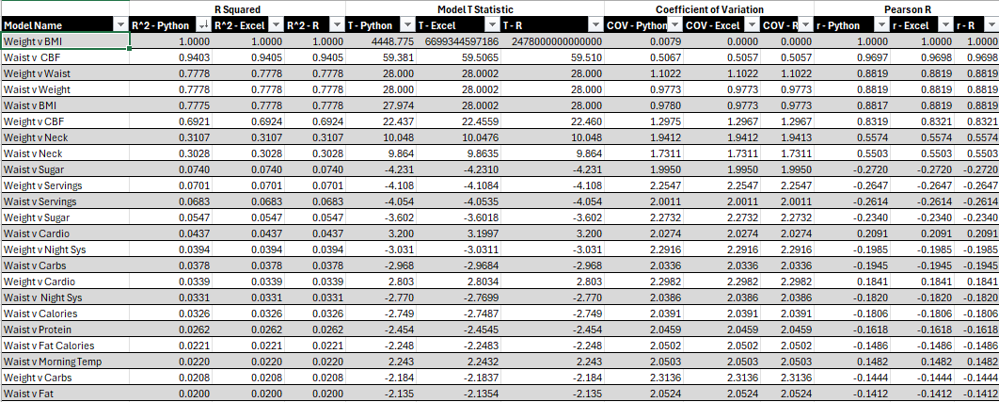 R Squared Model T Statistic Coefficient of Variation Pearson R
Model Name R^2 - Python R^2 - Excel R^2 - R T - Python T - Excel T - R COV - Python COV - Excel COV - R r - Python r - Excel r - R
Weight v BMI 1.0000 1.0000 1.0000 4448.775 6699344597186 2478000000000000 0.0079 0.0000 0.0000 1.0000 1.0000 1.0000
Waist v CBF 0.9403 0.9405 0.9405 59.381 59.5065 59.510 0.5067 0.5057 0.5057 0.9697 0.9698 0.9698
Weight v Waist 0.7778 0.7778 0.7778 28.000 28.0002 28.000 1.1022 1.1022 1.1022 0.8819 0.8819 0.8819
Waist v Weight 0.7778 0.7778 0.7778 28.000 28.0002 28.000 0.9773 0.9773 0.9773 0.8819 0.8819 0.8819
Waist v BMI 0.7775 0.7778 0.7778 27.974 28.0002 28.000 0.9780 0.9773 0.9773 0.8817 0.8819 0.8819
Weight v CBF 0.6921 0.6924 0.6924 22.437 22.4559 22.460 1.2975 1.2967 1.2967 0.8319 0.8321 0.8321
Weight v Neck 0.3107 0.3107 0.3107 10.048 10.0476 10.048 1.9412 1.9412 1.9413 0.5574 0.5574 0.5574
Waist v Neck 0.3028 0.3028 0.3028 9.864 9.8635 9.864 1.7311 1.7311 1.7311 0.5503 0.5503 0.5503
Waist v Sugar 0.0740 0.0740 0.0740 -4.231 -4.2310 -4.231 1.9950 1.9950 1.9950 -0.2720 -0.2720 -0.2720
Weight v Servings 0.0701 0.0701 0.0701 -4.108 -4.1084 -4.108 2.2547 2.2547 2.2547 -0.2647 -0.2647 -0.2647
Waist v Servings 0.0683 0.0683 0.0683 -4.054 -4.0535 -4.054 2.0011 2.0011 2.0011 -0.2614 -0.2614 -0.2614
Weight v Sugar 0.0547 0.0547 0.0547 -3.602 -3.6018 -3.602 2.2732 2.2732 2.2732 -0.2340 -0.2340 -0.2340
Waist v Cardio 0.0437 0.0437 0.0437 3.200 3.1997 3.200 2.0274 2.0274 2.0274 0.2091 0.2091 0.2091
Weight v Night Sys 0.0394 0.0394 0.0394 -3.031 -3.0311 -3.031 2.2916 2.2916 2.2916 -0.1985 -0.1985 -0.1985
Waist v Carbs 0.0378 0.0378 0.0378 -2.968 -2.9684 -2.968 2.0336 2.0336 2.0336 -0.1945 -0.1945 -0.1945
Weight v Cardio 0.0339 0.0339 0.0339 2.803 2.8034 2.803 2.2982 2.2982 2.2982 0.1841 0.1841 0.1841
Waist v Night Sys 0.0331 0.0331 0.0331 -2.770 -2.7699 -2.770 2.0386 2.0386 2.0386 -0.1820 -0.1820 -0.1820
Waist v Calories 0.0326 0.0326 0.0326 -2.749 -2.7487 -2.749 2.0391 2.0391 2.0391 -0.1806 -0.1806 -0.1806
Waist v Protein 0.0262 0.0262 0.0262 -2.454 -2.4545 -2.454 2.0459 2.0459 2.0459 -0.1618 -0.1618 -0.1618
Waist v Fat Calories 0.0221 0.0221 0.0221 -2.248 -2.2483 -2.248 2.0502 2.0502 2.0502 -0.1486 -0.1486 -0.1486
Waist v Morning Temp 0.0220 0.0220 0.0220 2.243 2.2432 2.243 2.0503 2.0503 2.0503 0.1482 0.1482 0.1482
Weight v Carbs 0.0208 0.0208 0.0208 -2.184 -2.1837 -2.184 2.3136 2.3136 2.3136 -0.1444 -0.1444 -0.1444
Waist v Fat 0.0200 0.0200 0.0200 -2.135 -2.1354 -2.135 2.0524 2.0524 2.0524 -0.1412 -0.1412 -0.1412